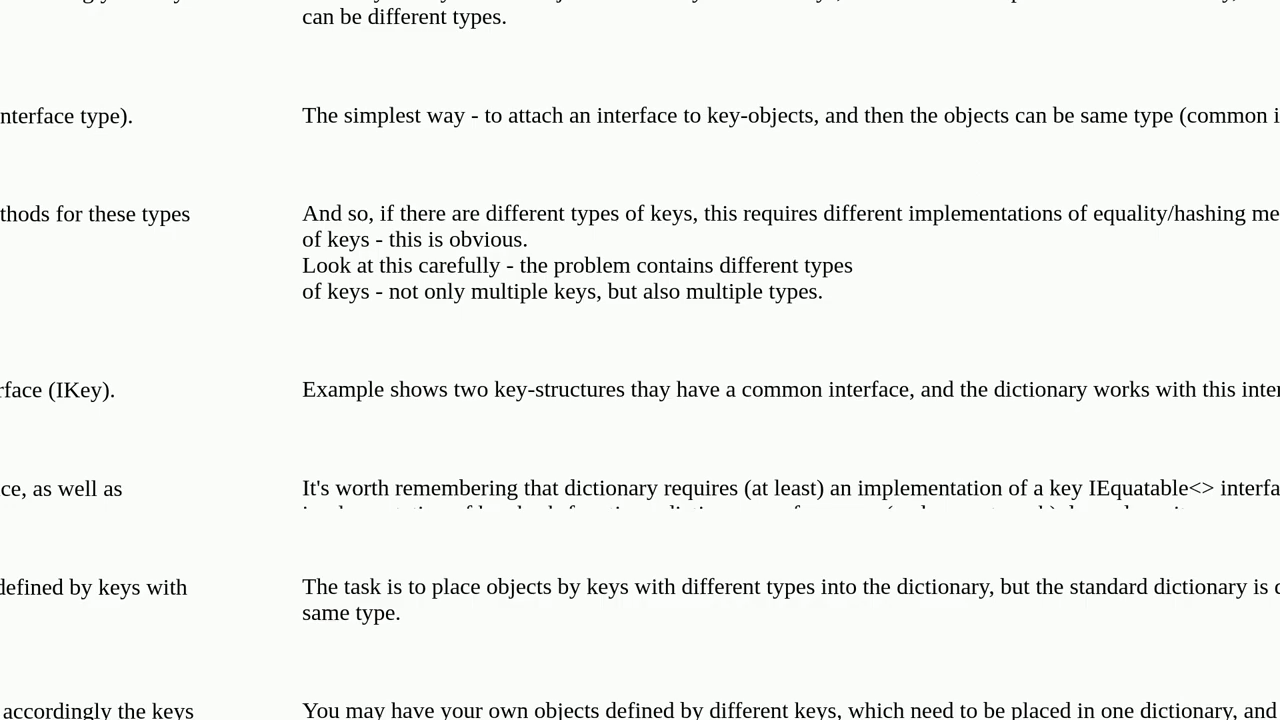 can be different types.
nterface type).
The simplest way - to attach an interface to key-objects, and then the objects can be same type (common i
thods for these types
And so, if there are different types of keys, this requires different implementations of equality/hashing me
of keys - this is obvious.
Look at this carefully - the problem contains different types
of keys - not only multiple keys, but also multiple types.
rface (IKey).
Example shows two key-structures thay have a common interface, and the dictionary works with this inter
ce, as well as
It's worth remembering that dictionary requires (at least) an implementation of a key IEquatable<> interfa
defined by keys with
The task is to place objects by keys with different types into the dictionary, but the standard dictionary is d
same type.
accordingly the keys
You may have your own objects defined by different keys, which need to be placed in one dictionary, and